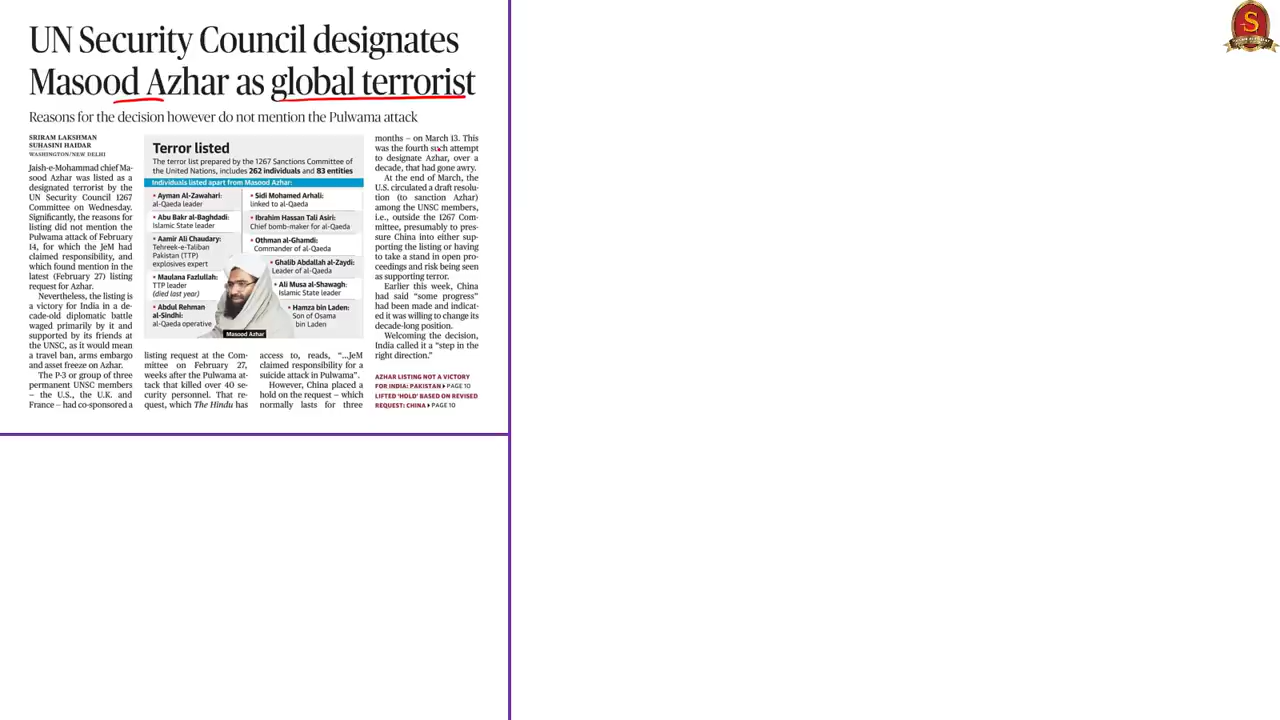 UN Security Council designates
Masood Azhar as global terrorist
Reasons for the decision however do not mention the Pulwama attack
SRIRAM LAKSHMAN
SUHASINI HAIDAR
WASHINGTON/NEW DELHI
Jaish-e-Mohammad chief Ma-
sood Azhar was listed as a
designated terrorist by the
UN Security Council 1267
Committee on Wednesday.
Significantly, the reasons for
listing did not mention the
Pulwama attack of February
14, for which the JeM had
claimed responsibility, and
which found mention in the
latest (February 27) listing
request for Azhar.
Nevertheless, the listing is
a victory for India in a de-
cade-old diplomatic battle
waged primarily by it and
supported by its friends at
the UNSC, as it would mean
a travel ban, arms embargo
and asset freeze on Azhar.
The P-3 or group of three
permanent UNSC members
– the U.S., the U.K. and
France – had co-sponsored a
Terror listed
The terror list prepared by the 1267 Sanctions Committee of
the United Nations, includes 262 individuals and 83 entities
Individuals listed apart from Masood Azhar:
• Ayman Al-Zawahari:
al-Qaeda leader
• Abu Bakr al-Baghdadi:
Islamic State leader
• Aamir Ali Chaudary:
Tehreek-e-Taliban
Pakistan (TTP)
explosives expert
• Maulana Fazlullah:
TTP leader
(died last year)
• Abdul Rehman
al-Sindhi:
al-Qaeda operative
• Sidi Mohamed Arhali:
linked to al-Qaeda
• Ibrahim Hassan Tali Asiri:
Chief bomb-maker for al-Qaeda
• Othman al-Ghamdi:
Commander of al-Qaeda
• Ghalib Abdallah al-Zaydi:
Leader of al-Qaeda
• Ali Musa al-Shawagh:
Islamic State leader
• Hamza bin Laden:
Son of Osama
bin Laden
Masood Azhar
listing request at the Com-
mittee on February 27,
weeks after the Pulwama at-
tack that killed over 40 se-
curity personnel. That re-
quest, which The Hindu has
access to, reads, “...JeM
claimed responsibility for a
suicide attack in Pulwama”.
However, China placed a
hold on the request – which
normally lasts for three
months – on March 13. This
was the fourth such attempt
to designate Azhar, over a
decade, that had gone awry.
At the end of March, the
U.S. circulated a draft resolu-
tion (to sanction Azhar)
among the UNSC members,
i.e., outside the 1267 Com-
mittee, presumably to pres-
sure China into either sup-
porting the listing or having
to take a stand in open pro-
ceedings and risk being seen
as supporting terror.
Earlier this week, China
had said “some progress”
had been made and indicat-
ed it was willing to change its
decade-long position.
Welcoming the decision,
India called it a “step in the
right direction.”
AZHAR LISTING NOT A VICTORY
FOR INDIA: PAKISTAN ▸ PAGE 10
LIFTED ‘HOLD’ BASED ON REVISED
REQUEST: CHINA ▸ PAGE 10
S